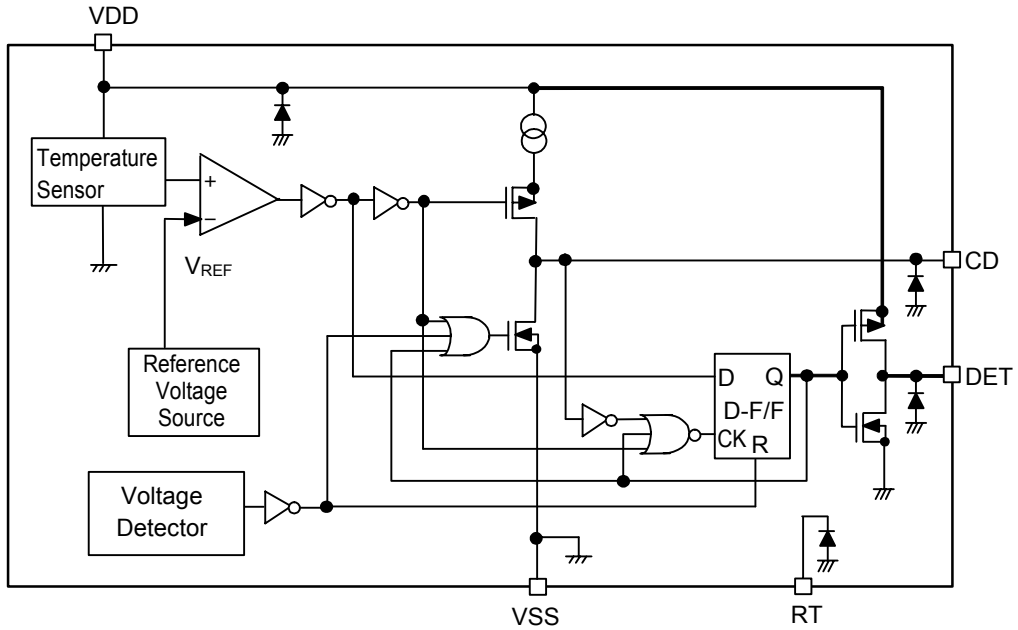 VDD
Temperature
Sensor
+
−
VREF
Reference
Voltage
Source
Voltage
Detector
D
Q
D-F/F
CK
R
CD
DET
VSS
RT